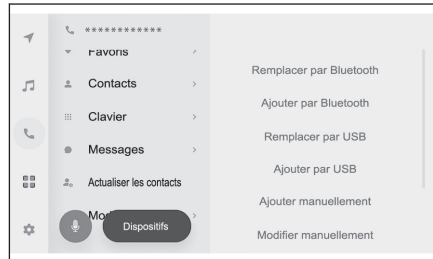 ************
Favoris
Contacts
Clavier
Messages
Actualiser les contacts
Dispositifs
Remplacer par Bluetooth
Ajouter par Bluetooth
Remplacer par USB
Ajouter par USB
Ajouter manuellement
Modifier manuellement